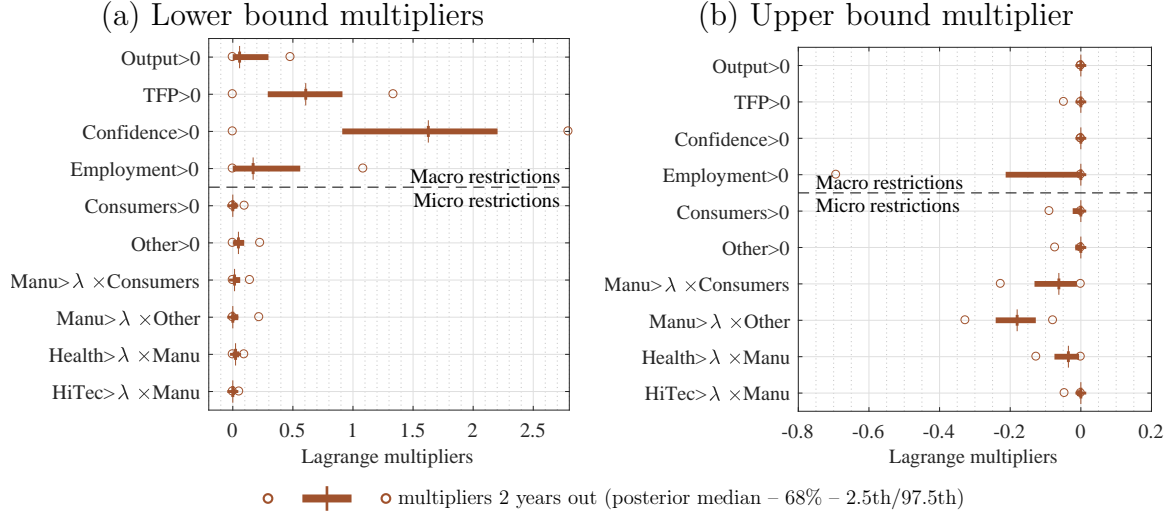 (a) Lower bound multipliers
Output>0
TFP>0
Confidence>0
Employment>0
Macro restrictions
Micro restrictions
Consumers>0
Other>0
Manu>λ ×Consumers
Manu>λ ×Other
Health>λ ×Manu
HiTec>λ ×Manu
0 0.5 1 1.5 2 2.5
Lagrange multipliers
(b) Upper bound multiplier
Output>0
TFP>0
Confidence>0
Employment>0
Macro restrictions
Micro restrictions
Consumers>0
Other>0
Manu>λ ×Consumers
Manu>λ ×Other
Health>λ ×Manu
HiTec>λ ×Manu
-0.8 -0.6 -0.4 -0.2 0 0.2
Lagrange multipliers
multipliers 2 years out (posterior median – 68% – 2.5th/97.5th)